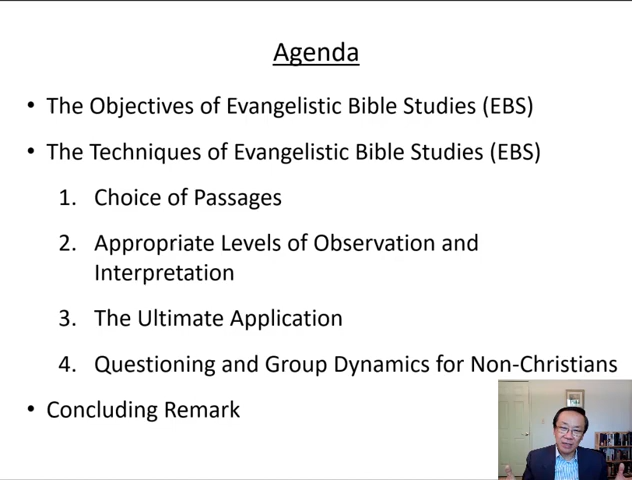 Agenda
• The Objectives of Evangelistic Bible Studies (EBS)
• The Techniques of Evangelistic Bible Studies (EBS)
1. Choice of Passages
2. Appropriate Levels of Observation and
Interpretation
3. The Ultimate Application
4. Questioning and Group Dynamics for Non-Christians
• Concluding Remark